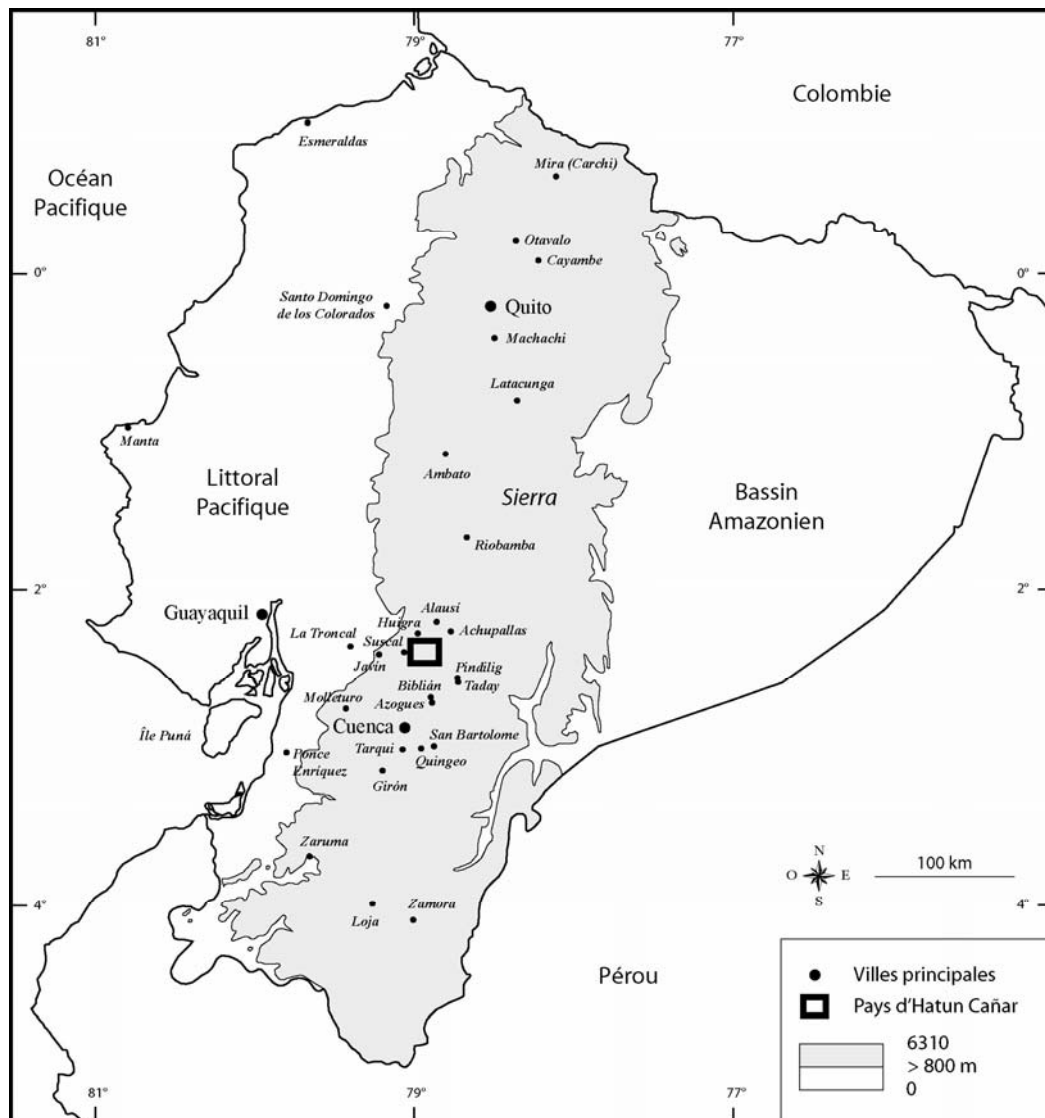 81°
79°
77°
Colombie
Esmeraldas
Mira (Carchi)
Océan
Pacifique
Otavalo
Cayambe
0°
0°
Santo Domingo
de los Colorados
Quito
Machachi
Latacunga
Manta
Ambato
Littoral
Pacifique
Sierra
Bassin
Amazonien
Riobamba
2°
2°
Guayaquil
Alausí
Huigra
Achupallas
La Troncal
Suscal
Javín
Pindilig
Taday
Biblián
Azogues
Molleturo
Cuenca
San Bartolome
Île Puná
Tarqui
Quingeo
Ponce
Enríquez
Girón
Zaruma
N
O
E
S
100 km
4°
4°
Loja
Zamora
Pérou
Villes principales
Pays d'Hatun Cañar
6310
> 800 m
0
81°
79°
77°